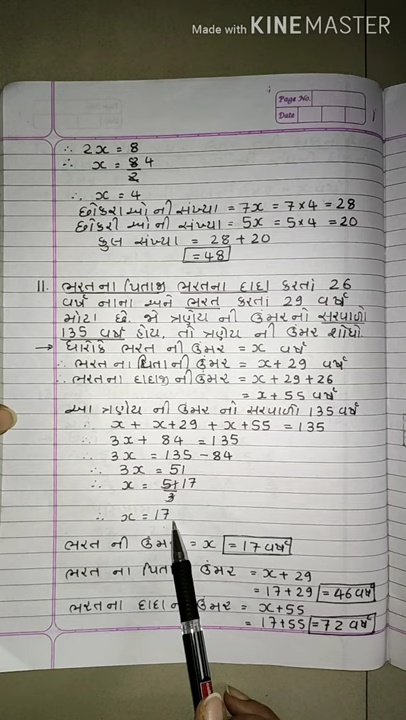 Made with KINEMASTER
Page No.
Date
∴ 2x = 8
∴ x = 8 4
2
∴ x = 4
છોકરાઓ ની સંખ્યા = 7x = 7×4 = 28
છોકરી ઓ ની સંખ્યા = 5x = 5×4 = 20
કુલ સંખ્યા = 28 + 20
= 48
11. ભરતના પિતાજી ભરતના દાદા કરતાં 26
વર્ષ નાના અને ભરત કરતાં 29 વર્ષ
મોટા છે. જો ત્રણેય ની ઉંમરનો સરવાળો
135 વર્ષ હોય, તો ત્રણેય ની ઉંમર શોધો
→ ધારોકે ભરત ની ઉંમર = x વર્ષ
∴ ભરતના પિતા ની ઉંમર = x + 29 વર્ષ
∴ ભરતના દાદાજી ની ઉંમર = x + 29 + 26
= x + 55 વર્ષ
આ ત્રણેય ની ઉંમર નો સરવાળો 135 વર્ષ
∴ x + x+29 + x+55 = 135
∴ 3x + 84 = 135
∴ 3x = 135 - 84
∴ 3x = 51
∴ x = 51 17
3
∴ x = 17
ભરત ની ઉંમર = x = 17 વર્ષ
ભરત ના ઉંમર = x + 29
= 17 + 29 = 46 વર્ષ
ભરતના દાદા ઉંમર = x+55
= 17+55 = 72 વર્ષ